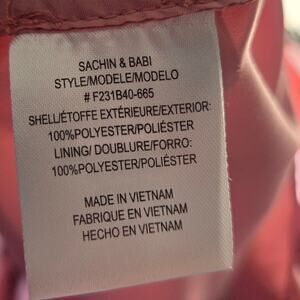 SACHIN & BABI
STYLE/MODELE/MODELO
# F231B40-665
SHELL/ÉTOFFE EXTÉRIEURE/EXTERIOR:
100%POLYESTER/POLIÉSTER
LINING/ DOUBLURE/FORRO:
100%POLYESTER/POLIÉSTER
MADE IN VIETNAM
FABRIQUE EN VIETNAM
HECHO EN VIETNAM